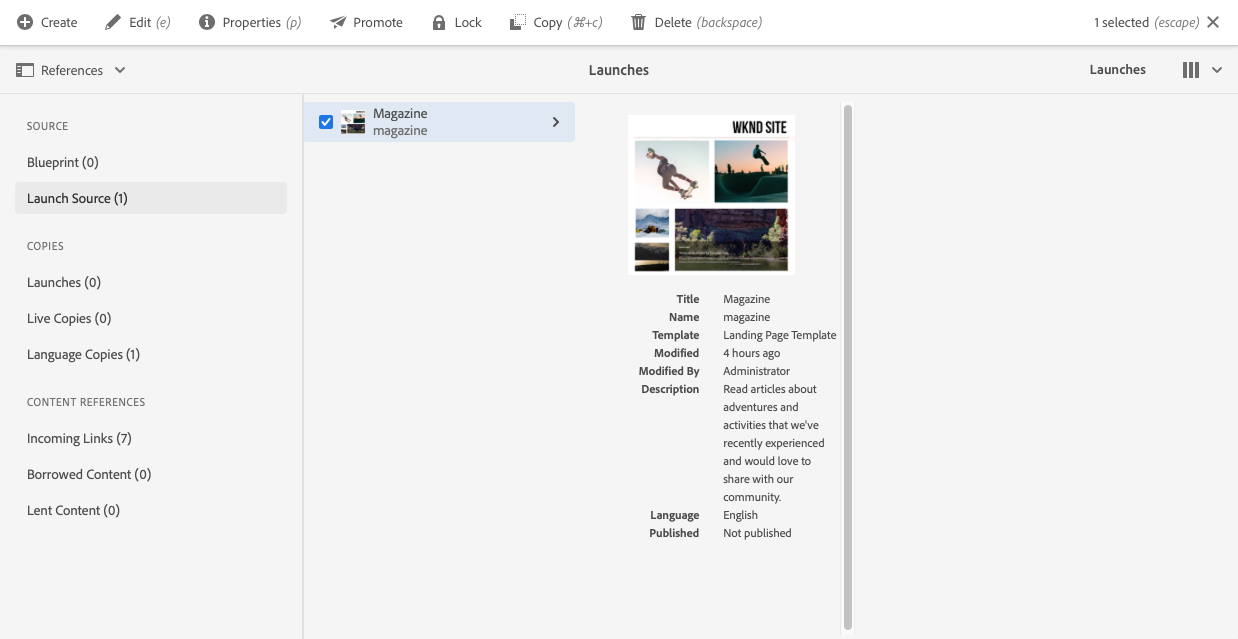 Create Edit (e) Properties (p) Promote Lock Copy (⌘+c) Delete (backspace) 1 selected (escape)
References Launches Launches
SOURCE
Blueprint (0)
Launch Source (1)
COPIES
Launches (0)
Live Copies (0)
Language Copies (1)
CONTENT REFERENCES
Incoming Links (7)
Borrowed Content (0)
Lent Content (0)
Magazine
magazine
WKND SITE
Title Magazine
Name magazine
Template Landing Page Template
Modified 4 hours ago
Modified By Administrator
Description Read articles about
adventures and
activities that we've
recently experienced
and would love to
share with our
community.
Language English
Published Not published